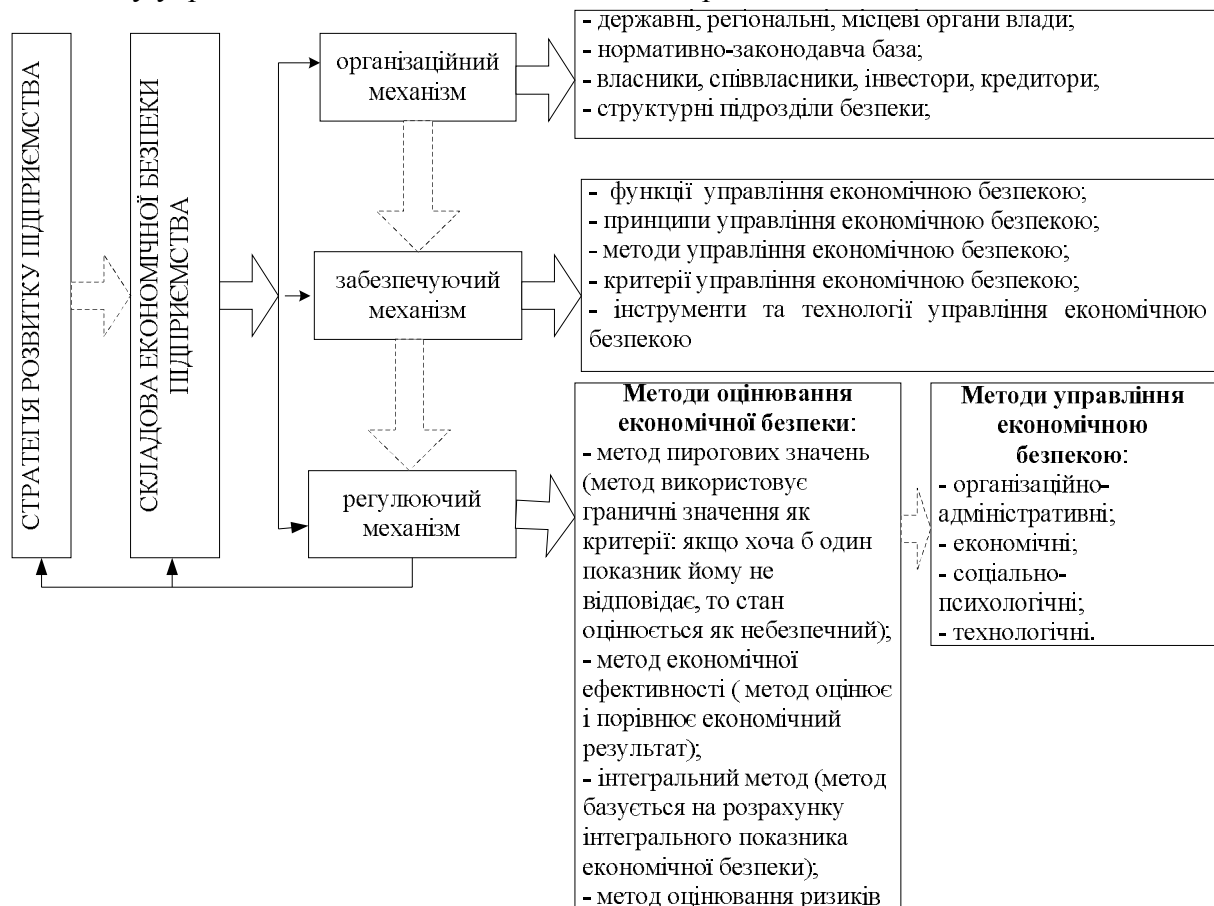 СТРАТЕГІЯ РОЗВИТКУ ПІДПРИЄМСТВА
СКЛАДОВА ЕКОНОМІЧНОЇ БЕЗПЕКИ
ПІДПРИЄМСТВА
організаційний
механізм
- державні, регіональні, місцеві органи влади;
- нормативно-законодавча база;
- власники, співвласники, інвестори, кредитори;
- структурні підрозділи безпеки;
забезпечуючий
механізм
- функції управління економічною безпекою;
- принципи управління економічною безпекою;
- методи управління економічною безпекою;
- критерії управління економічною безпекою;
- інструменти та технології управління економічною
безпекою
регулюючий
механізм
Методи оцінювання
економічної безпеки:
- метод пирогових значень
(метод використовує
граничні значення як
критерії: якщо хоча б один
показник йому не
відповідає, то стан
оцінюється як небезпечний);
- метод економічної
ефективності ( метод оцінює
і порівнює економічний
результат);
- інтегральний метод (метод
базується на розрахунку
інтегрального показника
економічної безпеки);
- метод оцінювання ризиків
Методи управління
економічною
безпекою:
- організаційно-
адміністративні;
- економічні;
- соціально-
психологічні;
- технологічні.